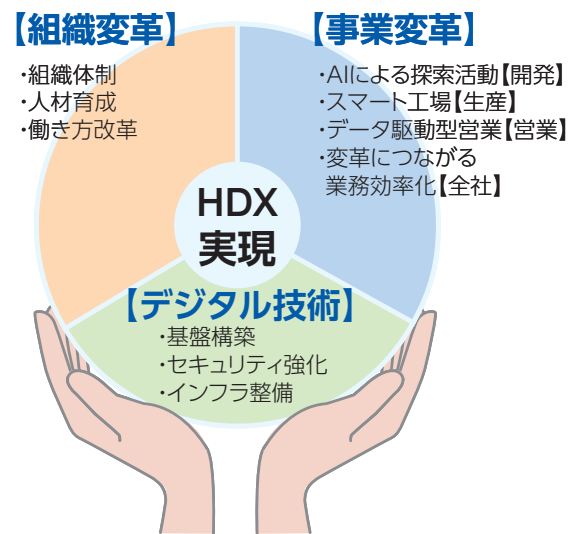 【組織変革】
・組織体制
・人材育成
・働き方改革
【事業変革】
・AIによる探索活動【開発】
・スマート工場【生産】
・データ駆動型営業【営業】
・変革につながる
業務効率化【全社】
HDX
実現
【デジタル技術】
・基盤構築
・セキュリティ強化
・インフラ整備